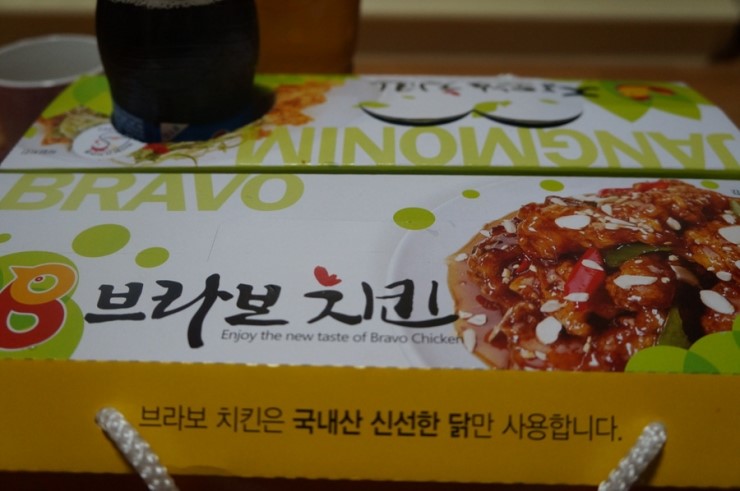 JANGMONIM
BRAVO
브라보 치킨
Enjoy the new taste of Bravo Chicken
브라보 치킨은 국내산 신선한 닭만 사용합니다.